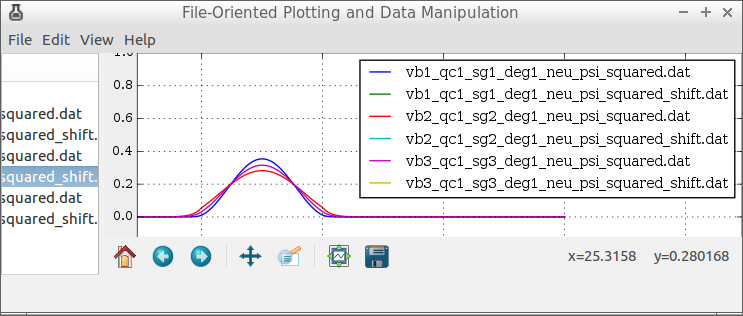 File-Oriented Plotting and Data Manipulation
File Edit View Help
squared.dat
squared_shift.
squared.dat
squared_shift.
squared.dat
squared_shift.
0.8
0.6
0.4
0.2
0.0
vb1_qc1_sg1_deg1_neu_psi_squared.dat
vb1_qc1_sg1_deg1_neu_psi_squared_shift.dat
vb2_qc1_sg2_deg1_neu_psi_squared.dat
vb2_qc1_sg2_deg1_neu_psi_squared_shift.dat
vb3_qc1_sg3_deg1_neu_psi_squared.dat
vb3_qc1_sg3_deg1_neu_psi_squared_shift.dat
x=25.3158 y=0.280168